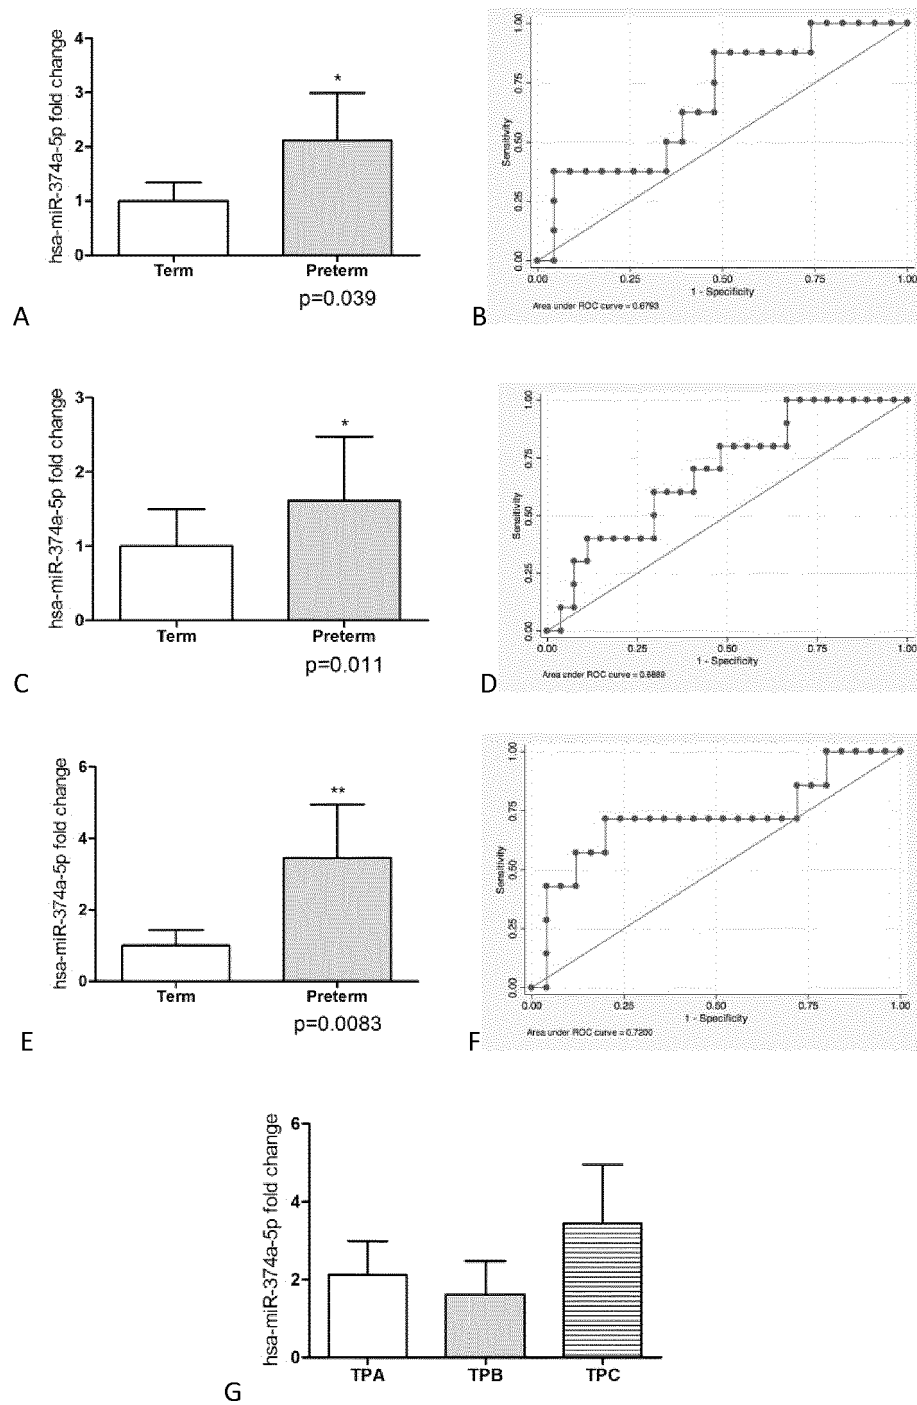 hsa-miR-374a-5p fold change
4
3
2
1
0
Term
Preterm
*
p=0.039
A
Sensitivity
1.00
0.75
0.50
0.25
0.00
0.00
0.25
0.50
0.75
1.00
1 - Specificity
Area under ROC curve = 0.6793
B
hsa-miR-374a-5p fold change
3
2
1
0
Term
Preterm
*
p=0.011
C
Sensitivity
1.00
0.75
0.50
0.25
0.00
0.00
0.25
0.50
0.75
1.00
1 - Specificity
Area under ROC curve = 0.6889
D
hsa-miR-374a-5p fold change
6
4
2
0
Term
Preterm
**
p=0.0083
E
Sensitivity
1.00
0.75
0.50
0.25
0.00
0.00
0.25
0.50
0.75
1.00
1 - Specificity
Area under ROC curve = 0.7200
F
hsa-miR-374a-5p fold change
6
4
2
0
TPA
TPB
TPC
G